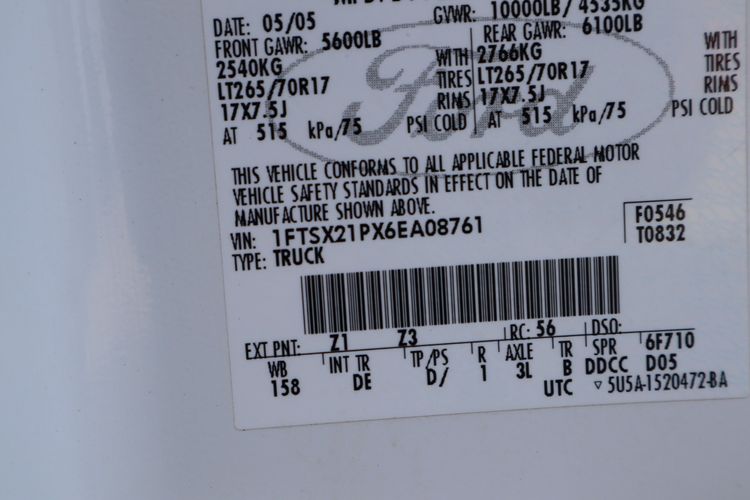 GVWR: 10000LB/ 4535KG
DATE: 05/05
FRONT GAWR: 5600LB
REAR GAWR: 6100LB
2540KG WITH 2766KG WITH
LT265/70R17 TIRES LT265/70R17 TIRES
17X7.5J RIMS 17X7.5J RIMS
AT 515 kPa/75 PSI COLD AT 515 kPa/75 PSI COLD
Ford
THIS VEHICLE CONFORMS TO ALL APPLICABLE FEDERAL MOTOR
VEHICLE SAFETY STANDARDS IN EFFECT ON THE DATE OF
MANUFACTURE SHOWN ABOVE.
VIN: 1FTSX21PX6EA08761
F0546
TYPE: TRUCK
T0832
EXT PNT: Z1 Z3 RC: 56 DSO:
WB INT TR TP/PS R AXLE TR SPR 6F710
158 DE D/ 1 3L B DDCC D05
UTC ▽ 5U5A-1520472-BA